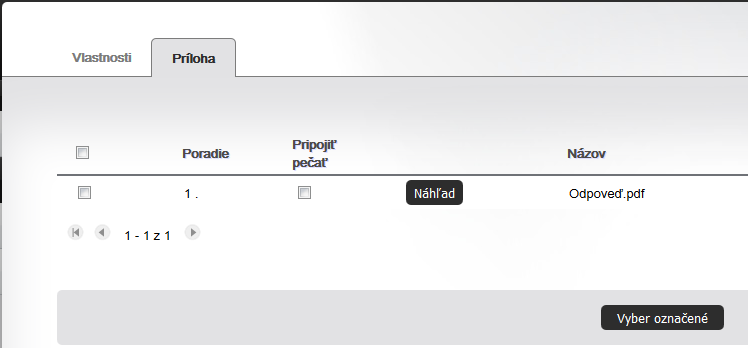 Vlastnosti Príloha
Poradie Pripojiť pečať Názov
1 . Náhľad Odpoveď.pdf
1 - 1 z 1
Vyber označené